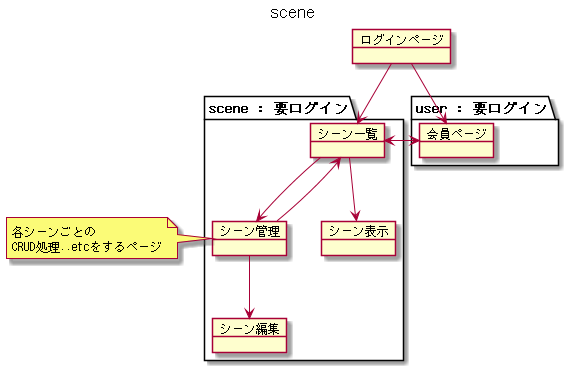 scene
ログインページ
scene : 要ログイン
user : 要ログイン
シーン一覧
会員ページ
各シーンごとの
CRUD処理..etcをするページ
シーン管理
シーン表示
シーン編集